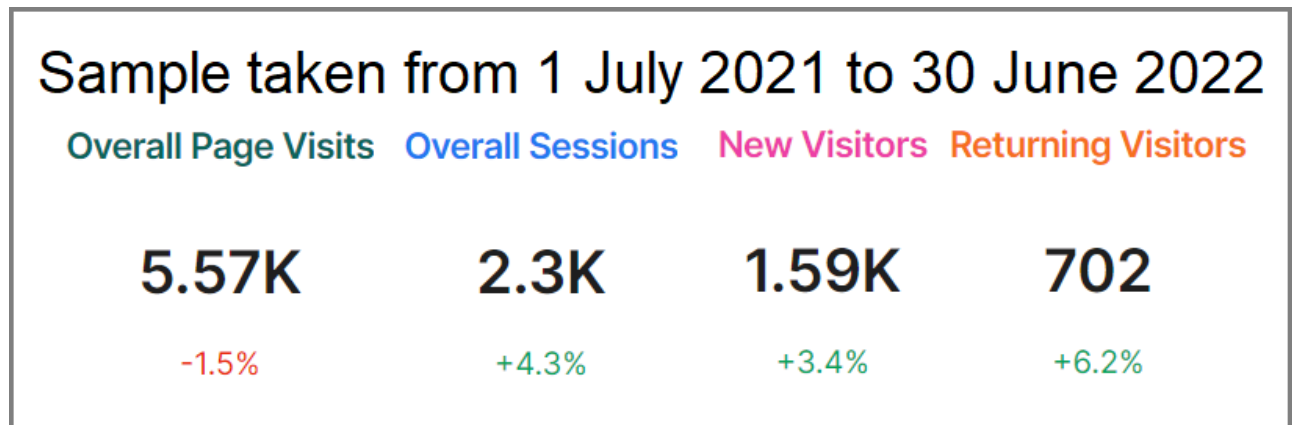 Sample taken from 1 July 2021 to 30 June 2022
Overall Page Visits Overall Sessions New Visitors Returning Visitors
5.57K 2.3K 1.59K 702
-1.5% +4.3% +3.4% +6.2%